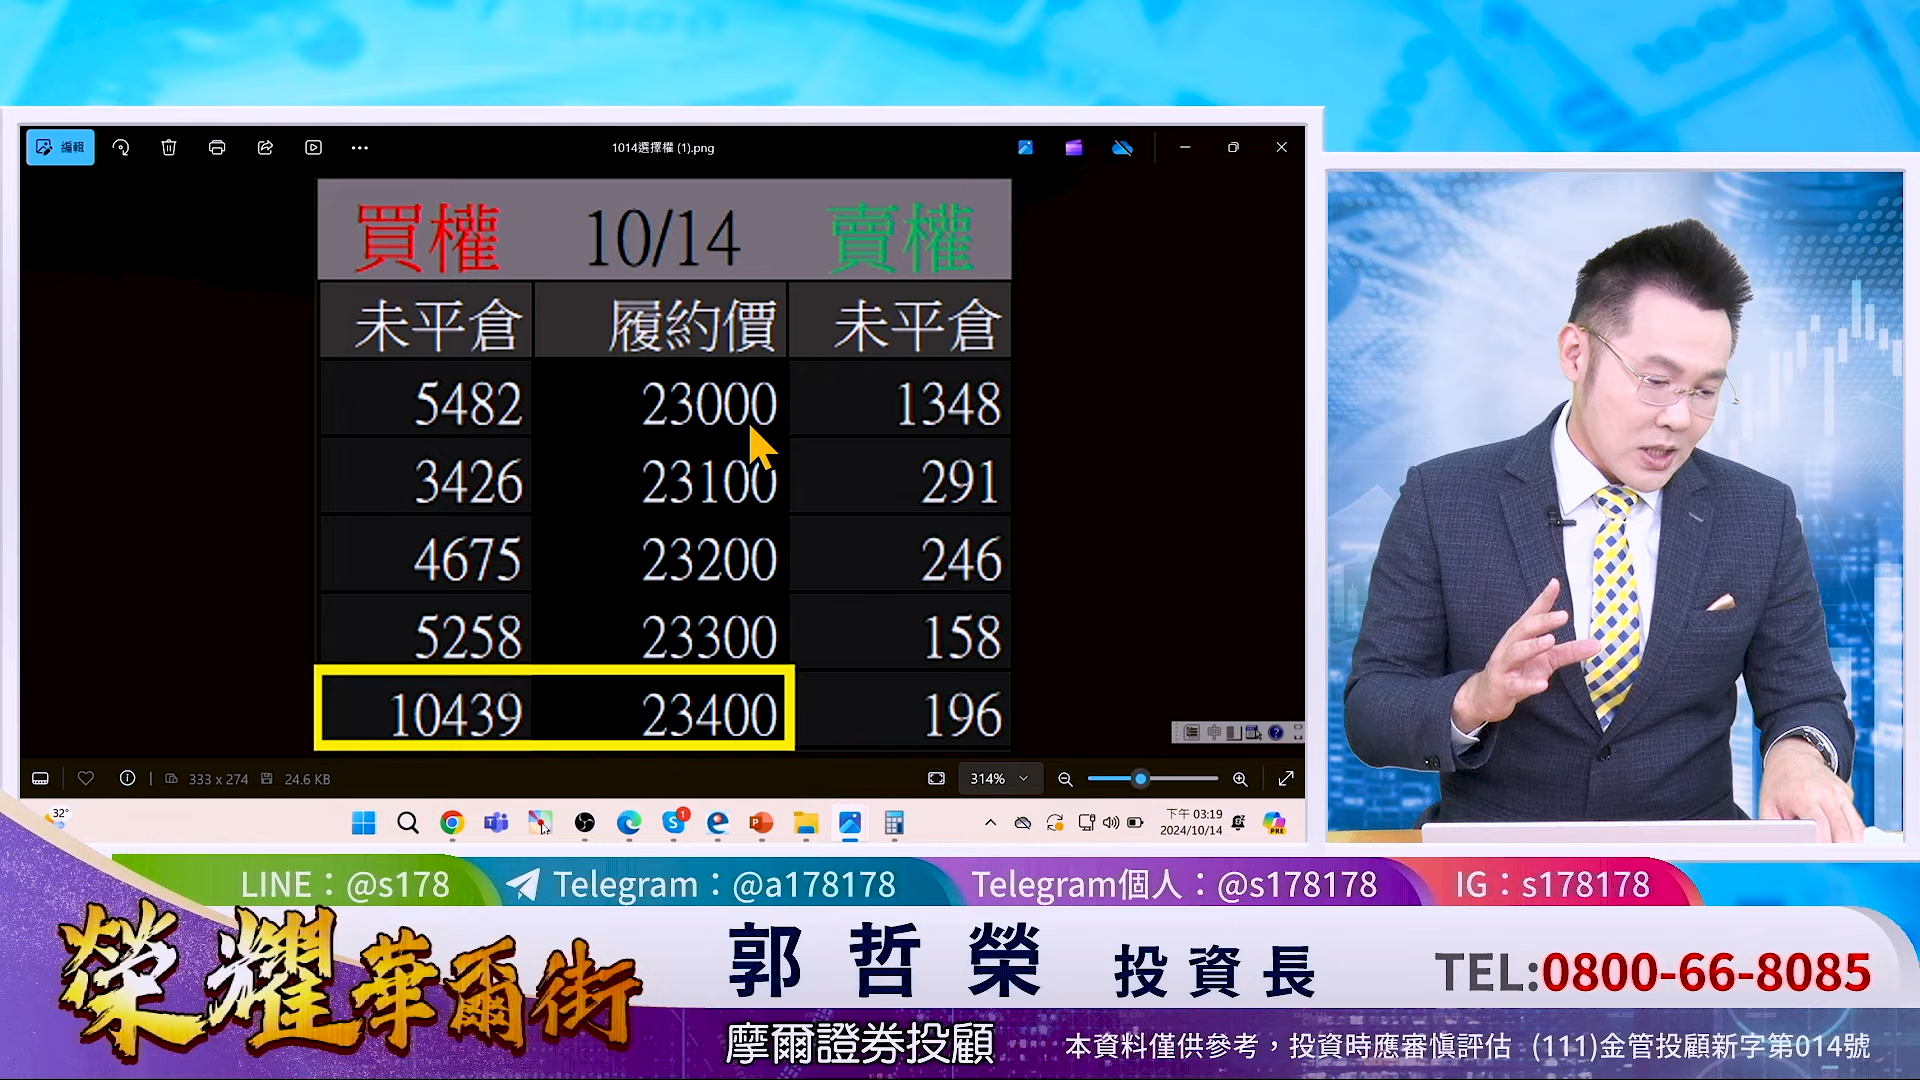 編輯
1014選擇權 (1).png
買權 10/14 賣權
未平倉 履約價 未平倉
5482 23000 1348
3426 23100 291
4675 23200 246
5258 23300 158
10439 23400 196
333 x 274 24.6 KB
314%
32°
下午 03:19
2024/10/14
LINE：@s178
Telegram：@a178178
Telegram個人：@s178178
IG：s178178
榮耀華爾街
郭哲榮 投資長
TEL:0800-66-8085
摩爾證券投顧
本資料僅供參考，投資時應審慎評估 (111)金管投顧新字第014號